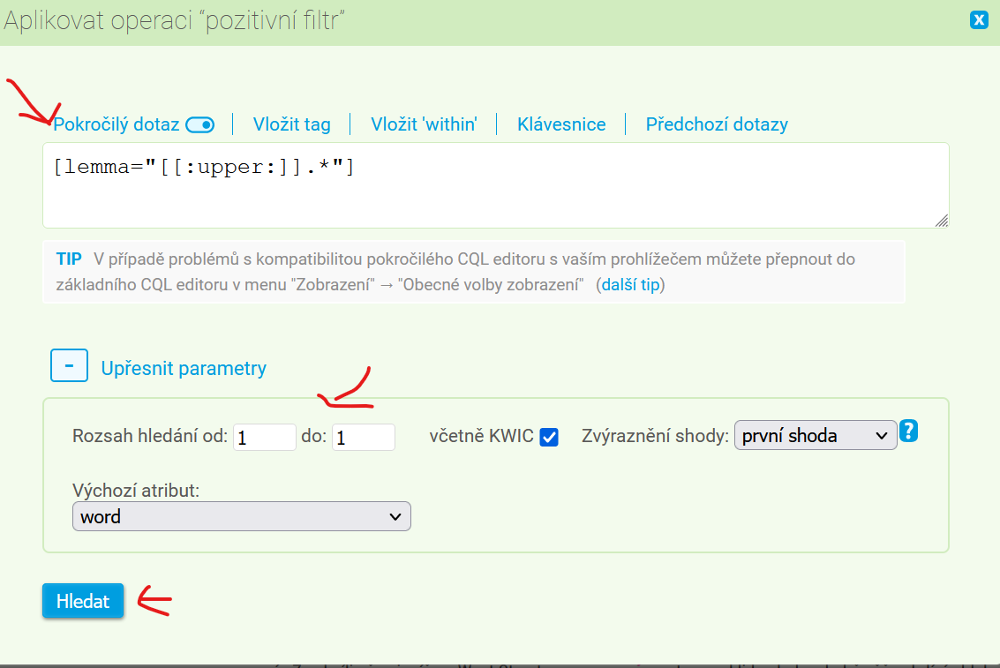 Aplikovat operaci “pozitivní filtr”
X
Pokročilý dotaz | Vložit tag | Vložit 'within' | Klávesnice | Předchozí dotazy
[lemma="[[:upper:]].*"]
TIP V případě problémů s kompatibilitou pokročilého CQL editoru s vaším prohlížečem můžete přepnout do
základního CQL editoru v menu "Zobrazení" → "Obecné volby zobrazení" (další tip)
- Upřesnit parametry
Rozsah hledání od: 1 do: 1 včetně KWIC Zvýraznění shody: první shoda ?
Výchozí atribut:
word
Hledat